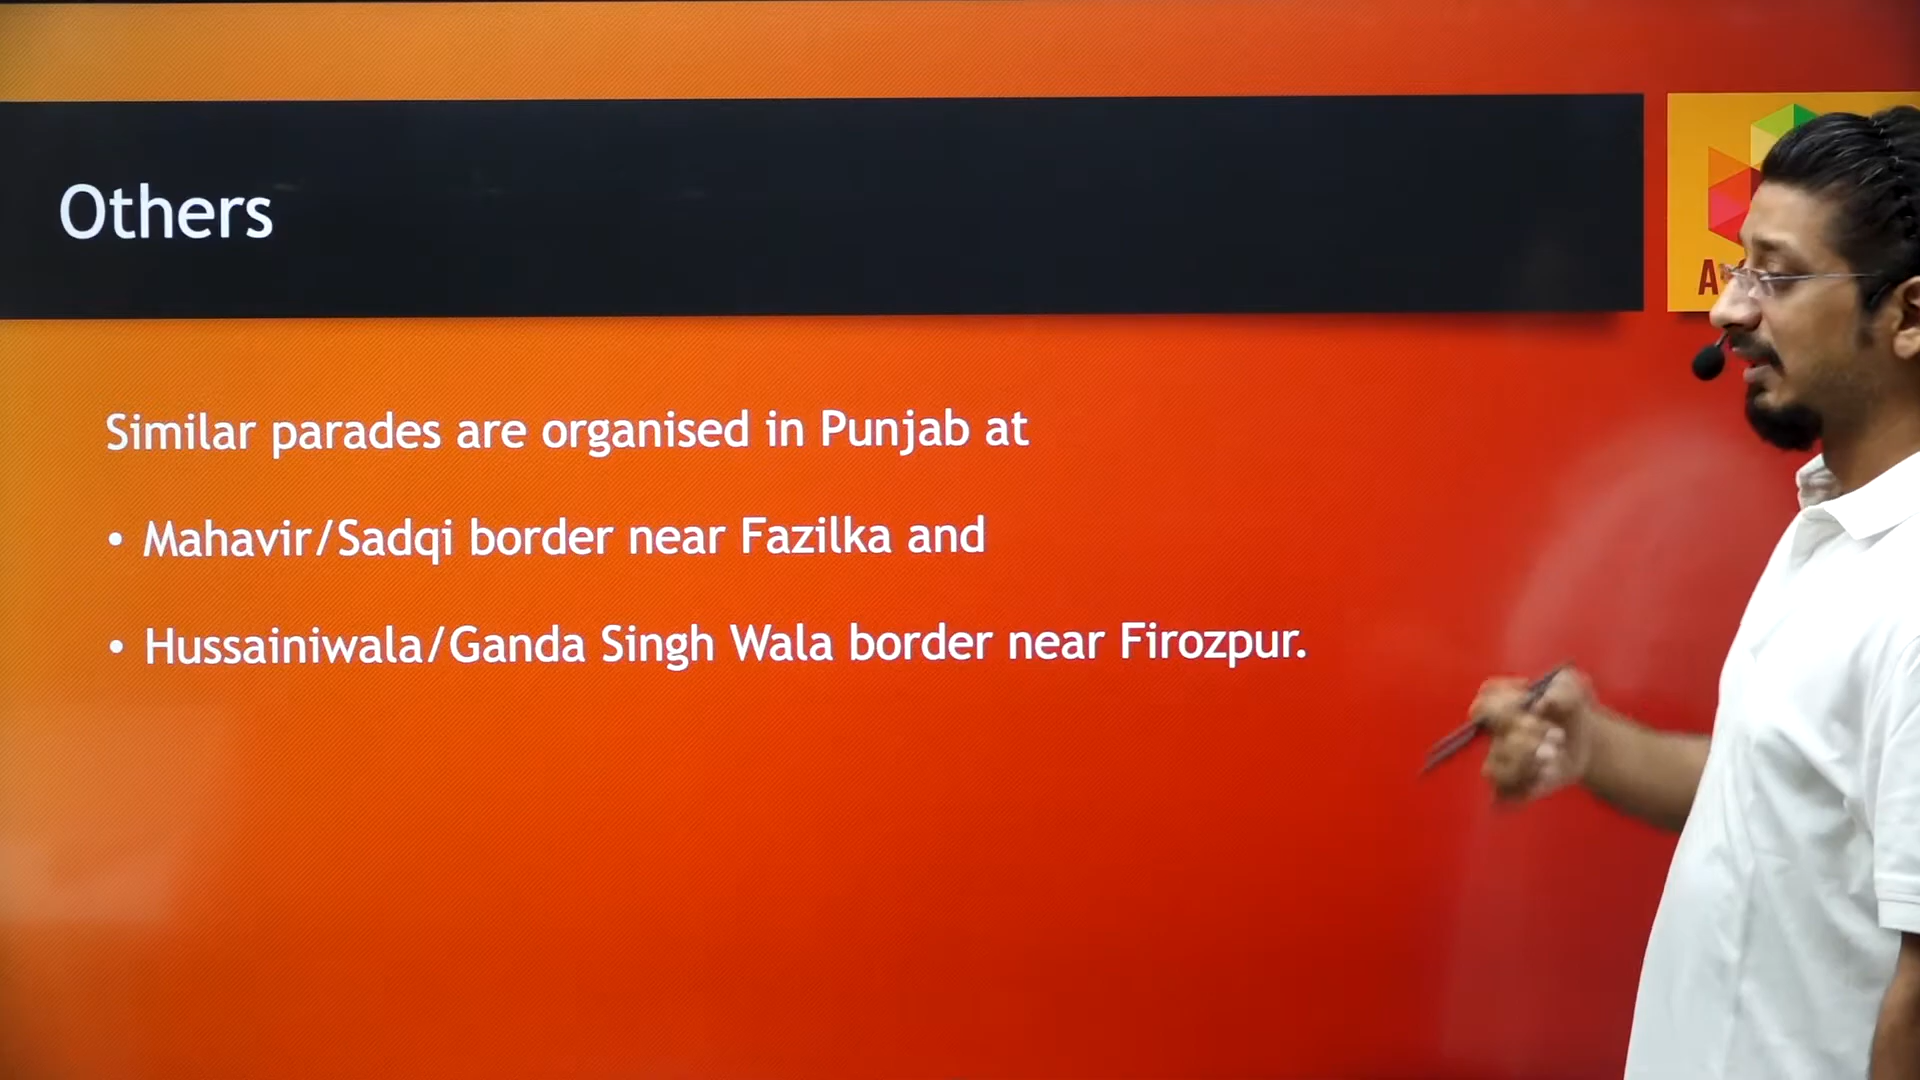 Others
Similar parades are organised in Punjab at
• Mahavir/Sadqi border near Fazilka and
• Hussainiwala/Ganda Singh Wala border near Firozpur.